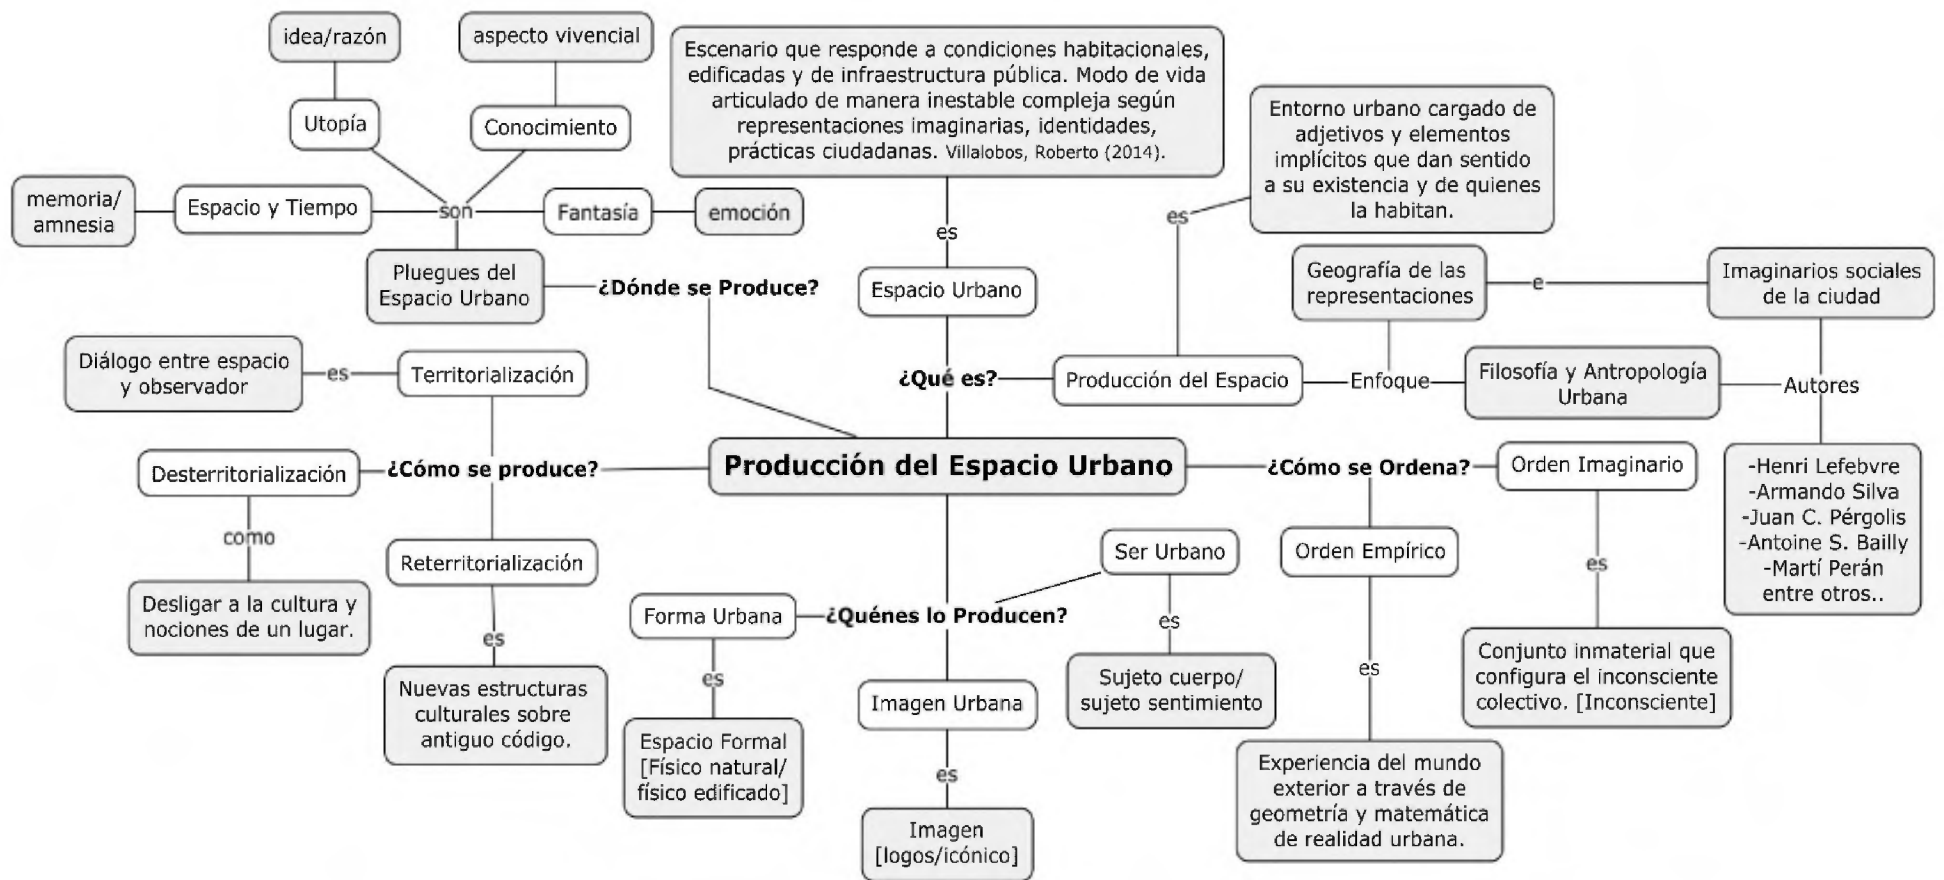 idea/razón
aspecto vivencial
Utopía
Conocimiento
memoria/
amnesia
Espacio y Tiempo
son
Fantasía
emoción
Pluegues del
Espacio Urbano
¿Dónde se Produce?
Escenario que responde a condiciones habitacionales,
edificadas y de infraestructura pública. Modo de vida
articulado de manera inestable compleja según
representaciones imaginarias, identidades,
prácticas ciudadanas. Villalobos, Roberto (2014).
es
Espacio Urbano
¿Qué es?
Producción del Espacio
es
Entorno urbano cargado de
adjetivos y elementos
implícitos que dan sentido
a su existencia y de quienes
la habitan.
Enfoque
Geografía de las
representaciones
e
Imaginarios sociales
de la ciudad
Filosofía y Antropología
Urbana
Autores
-Henri Lefebvre
-Armando Silva
-Juan C. Pérgolis
-Antoine S. Bailly
-Martí Perán
entre otros..
Producción del Espacio Urbano
¿Cómo se produce?
Territorialización
es
Diálogo entre espacio
y observador
Desterritorialización
como
Desligar a la cultura y
nociones de un lugar.
Reterritorialización
es
Nuevas estructuras
culturales sobre
antiguo código.
¿Quénes lo Producen?
Forma Urbana
es
Espacio Formal
[Físico natural/
físico edificado]
Imagen Urbana
es
Imagen
[logos/icónico]
Ser Urbano
es
Sujeto cuerpo/
sujeto sentimiento
¿Cómo se Ordena?
Orden Empírico
es
Experiencia del mundo
exterior a través de
geometría y matemática
de realidad urbana.
Orden Imaginario
es
Conjunto inmaterial que
configura el inconsciente
colectivo. [Inconsciente]